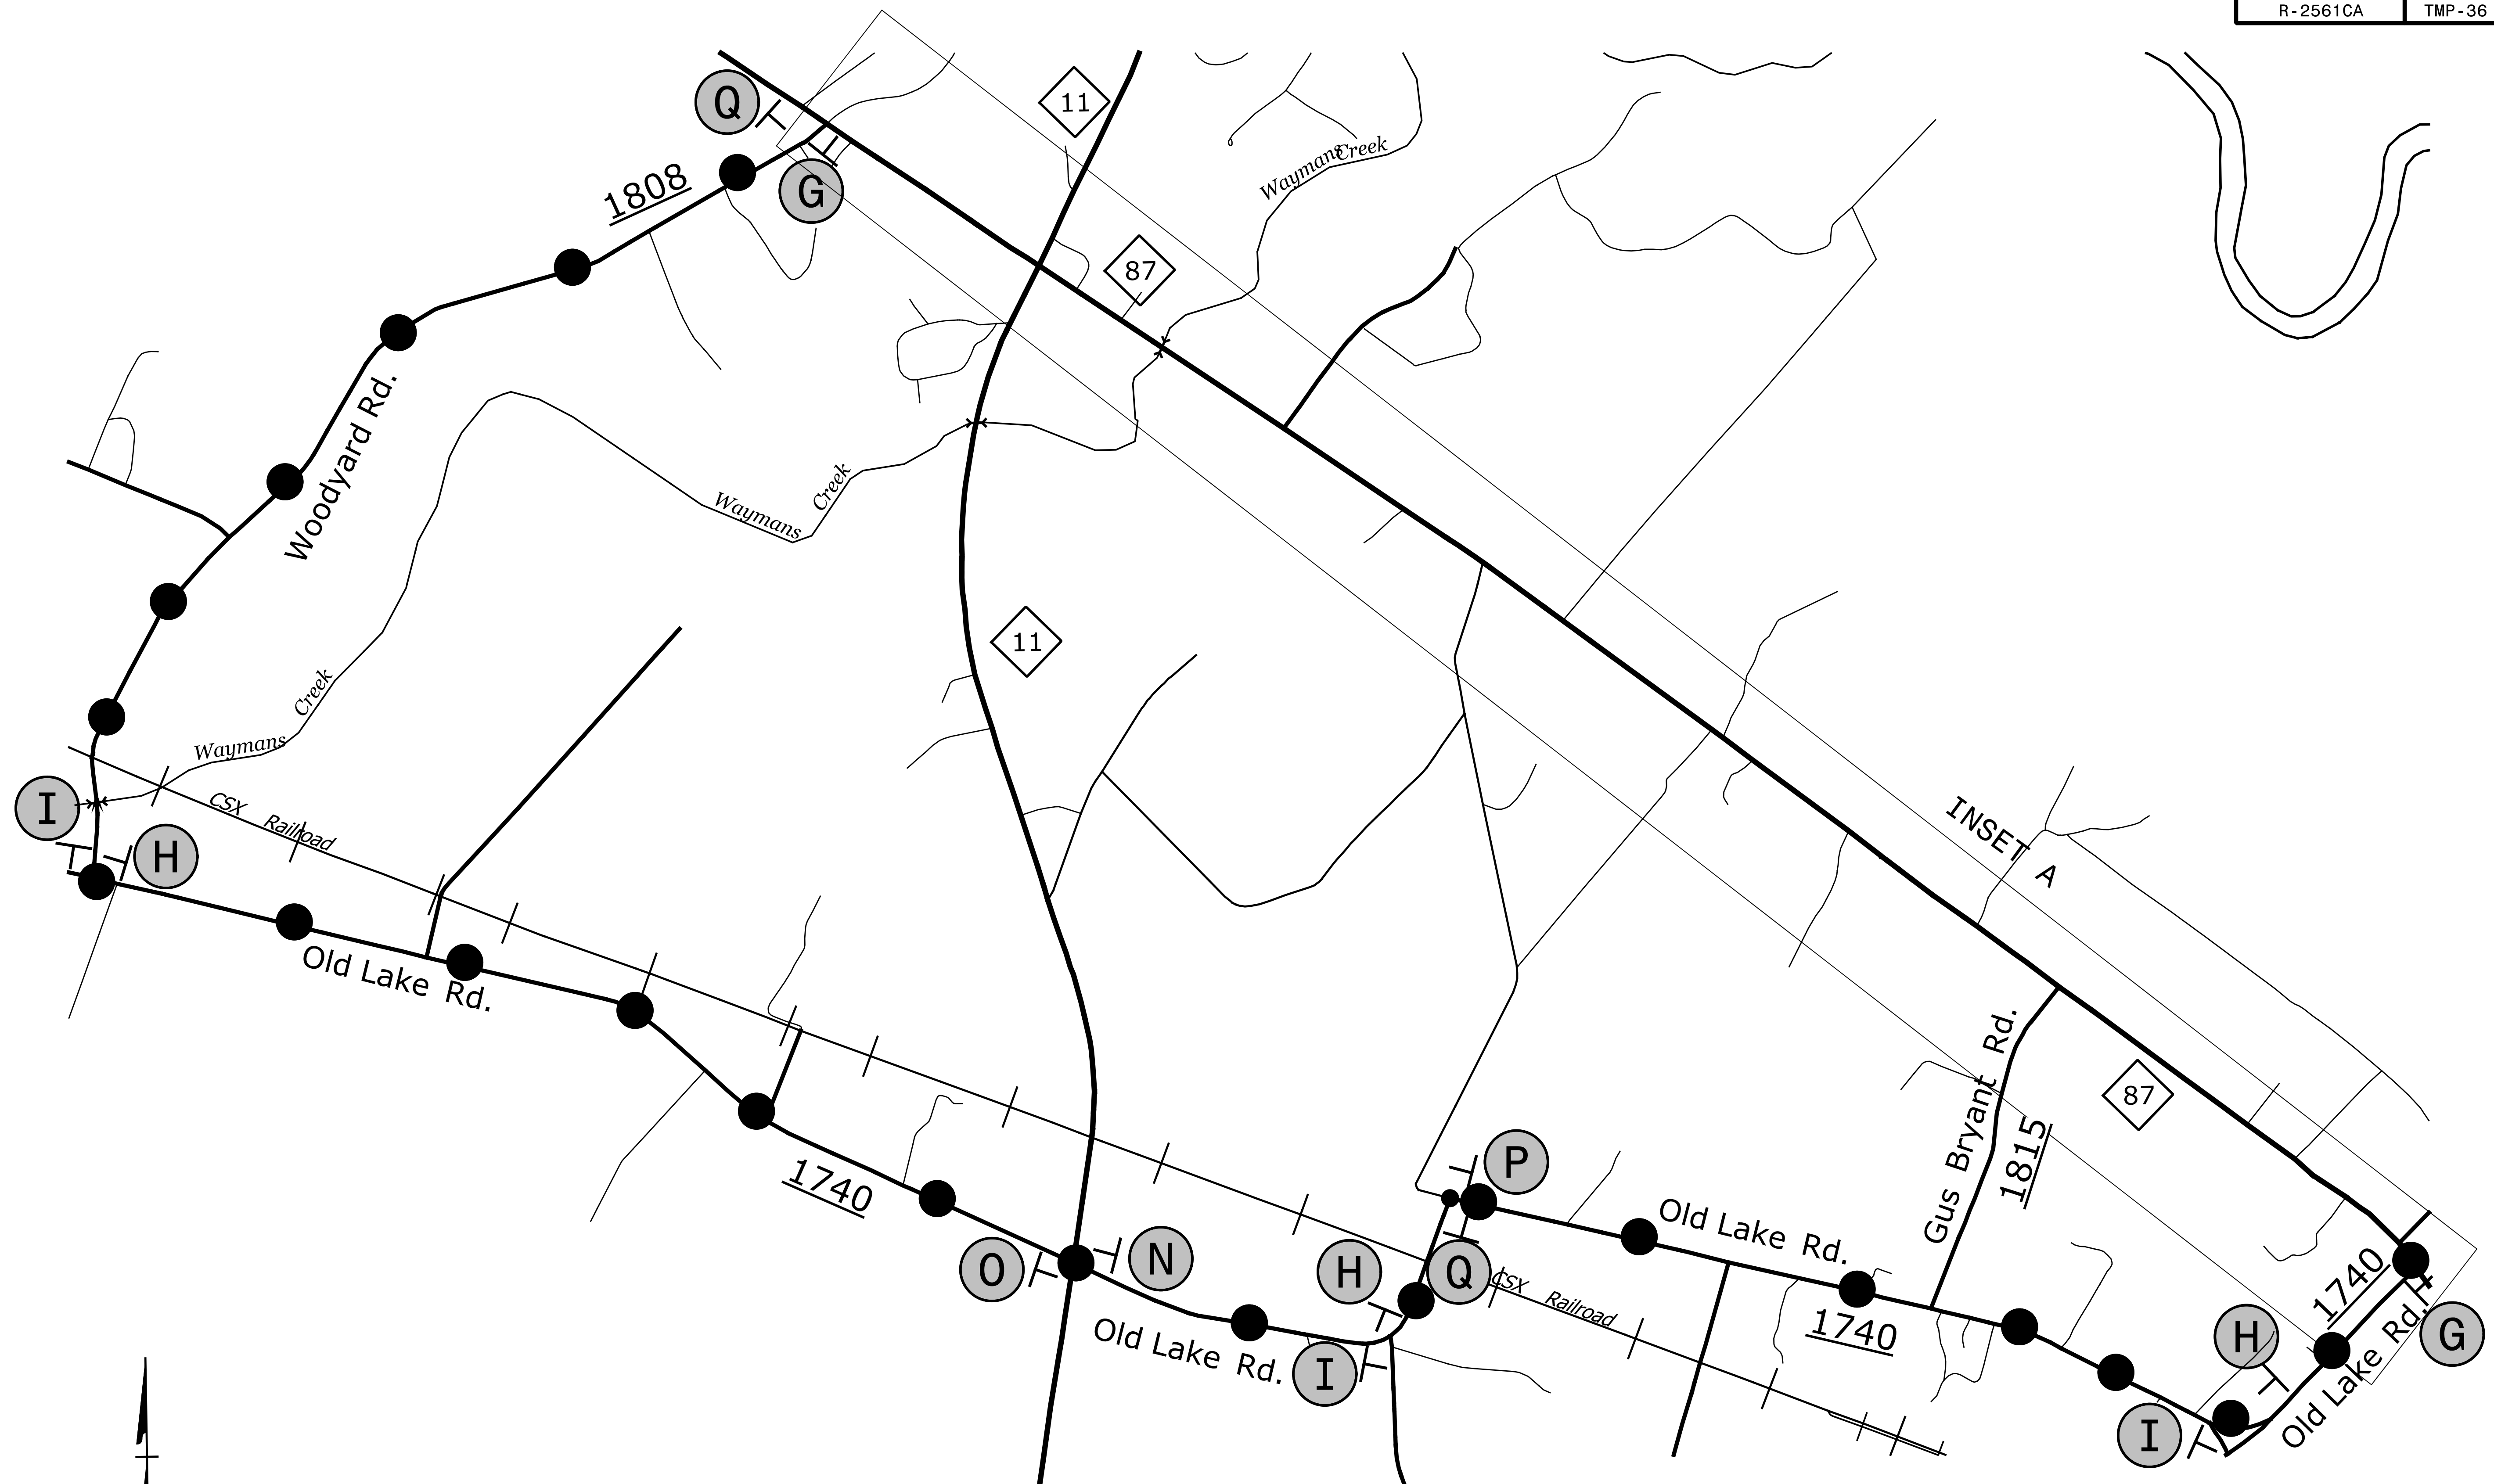 R-2561CA TMP-36
Q
11
G
1808
Waymans Creek
87
Woodyard Rd.
Waymans Creek
11
Creek
Waymans
I
H
CSX Railroad
INSET A
Old Lake Rd.
Gus Bryant Rd.
1815
87
1740
P
Old Lake Rd.
O
N
H
Q
CSX Railroad
1740
Old Lake Rd.
I
1740
Old Lake Rd.
H
G
I